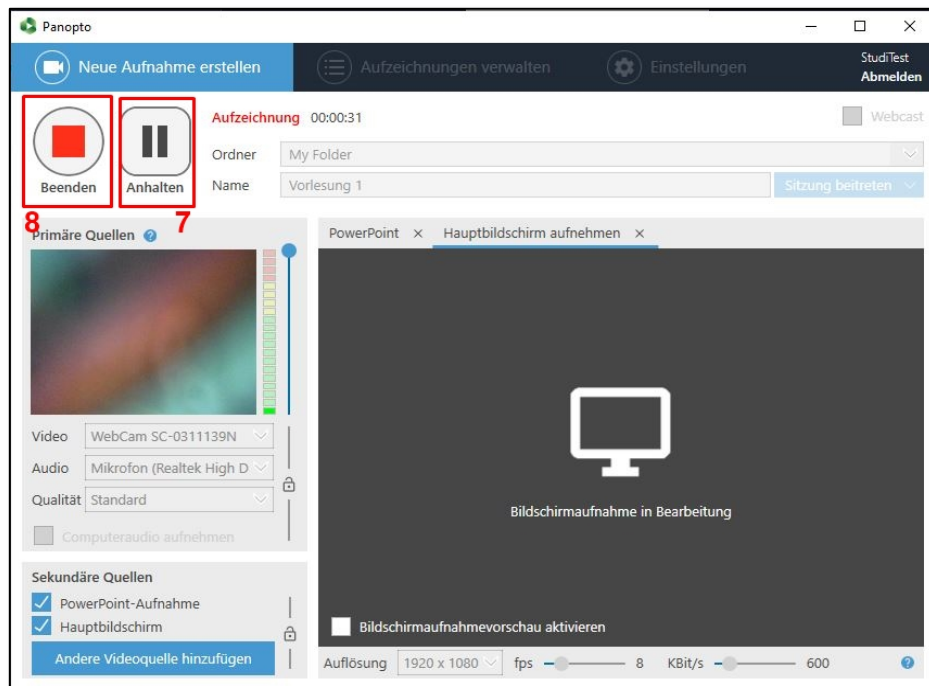 Panopto
Neue Aufnahme erstellen
Aufzeichnungen verwalten
Einstellungen
StudiTest
Abmelden
Aufzeichnung 00:00:31
Webcast
Ordner My Folder
Name Vorlesung 1 Sitzung beitreten
Beenden Anhalten
8 7
Primäre Quellen ?
PowerPoint × Hauptbildschirm aufnehmen ×
Video WebCam SC-0311139N
Audio Mikrofon (Realtek High D
Qualität Standard
Computeraudio aufnehmen
Bildschirmaufnahme in Bearbeitung
Sekundäre Quellen
PowerPoint-Aufnahme
Hauptbildschirm
Andere Videoquelle hinzufügen
Bildschirmaufnahmevorschau aktivieren
Auflösung 1920 x 1080 fps 8 KBit/s 600 ?